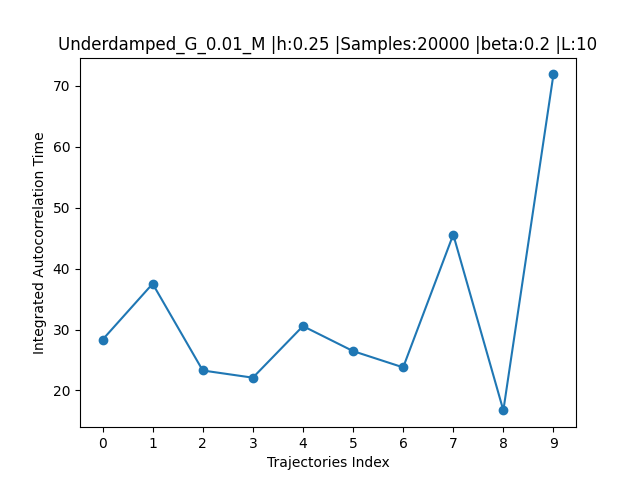 Underdamped_G_0.01_M |h:0.25 |Samples:20000 |beta:0.2 |L:10
70
60
50
40
30
20
Integrated Autocorrelation Time
0 1 2 3 4 5 6 7 8 9
Trajectories Index